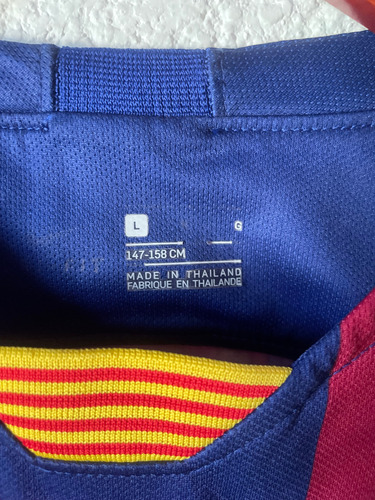 L G
147-158 CM
MADE IN THAILAND
FABRIQUE EN THAILANDE